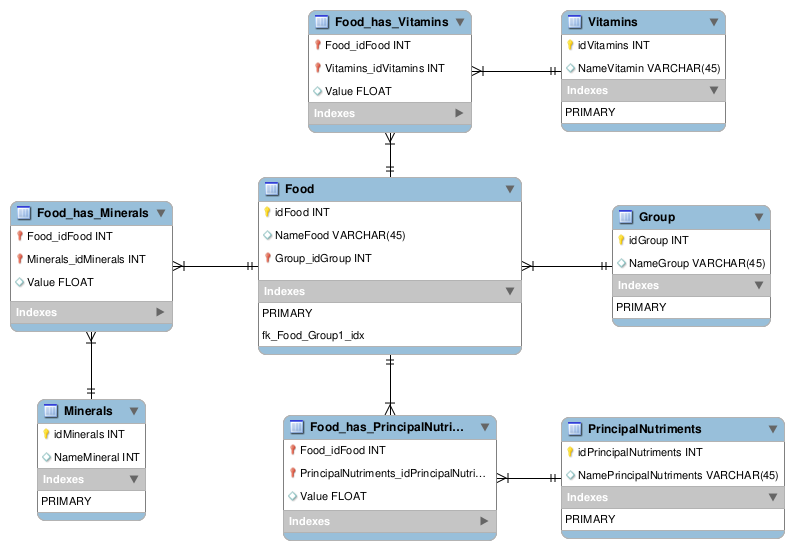 Food_has_Vitamins
Food_idFood INT
Vitamins_idVitamins INT
Value FLOAT
Indexes
Vitamins
idVitamins INT
NameVitamin VARCHAR(45)
Indexes
PRIMARY
Food
idFood INT
NameFood VARCHAR(45)
Group_idGroup INT
Indexes
PRIMARY
fk_Food_Group1_idx
Food_has_Minerals
Food_idFood INT
Minerals_idMinerals INT
Value FLOAT
Indexes
Group
idGroup INT
NameGroup VARCHAR(45)
Indexes
PRIMARY
Minerals
idMinerals INT
NameMineral INT
Indexes
PRIMARY
Food_has_PrincipalNutri...
Food_idFood INT
PrincipalNutriments_idPrincipalNutri...
Value FLOAT
Indexes
PrincipalNutriments
idPrincipalNutriments INT
NamePrincipalNutriments VARCHAR(45)
Indexes
PRIMARY